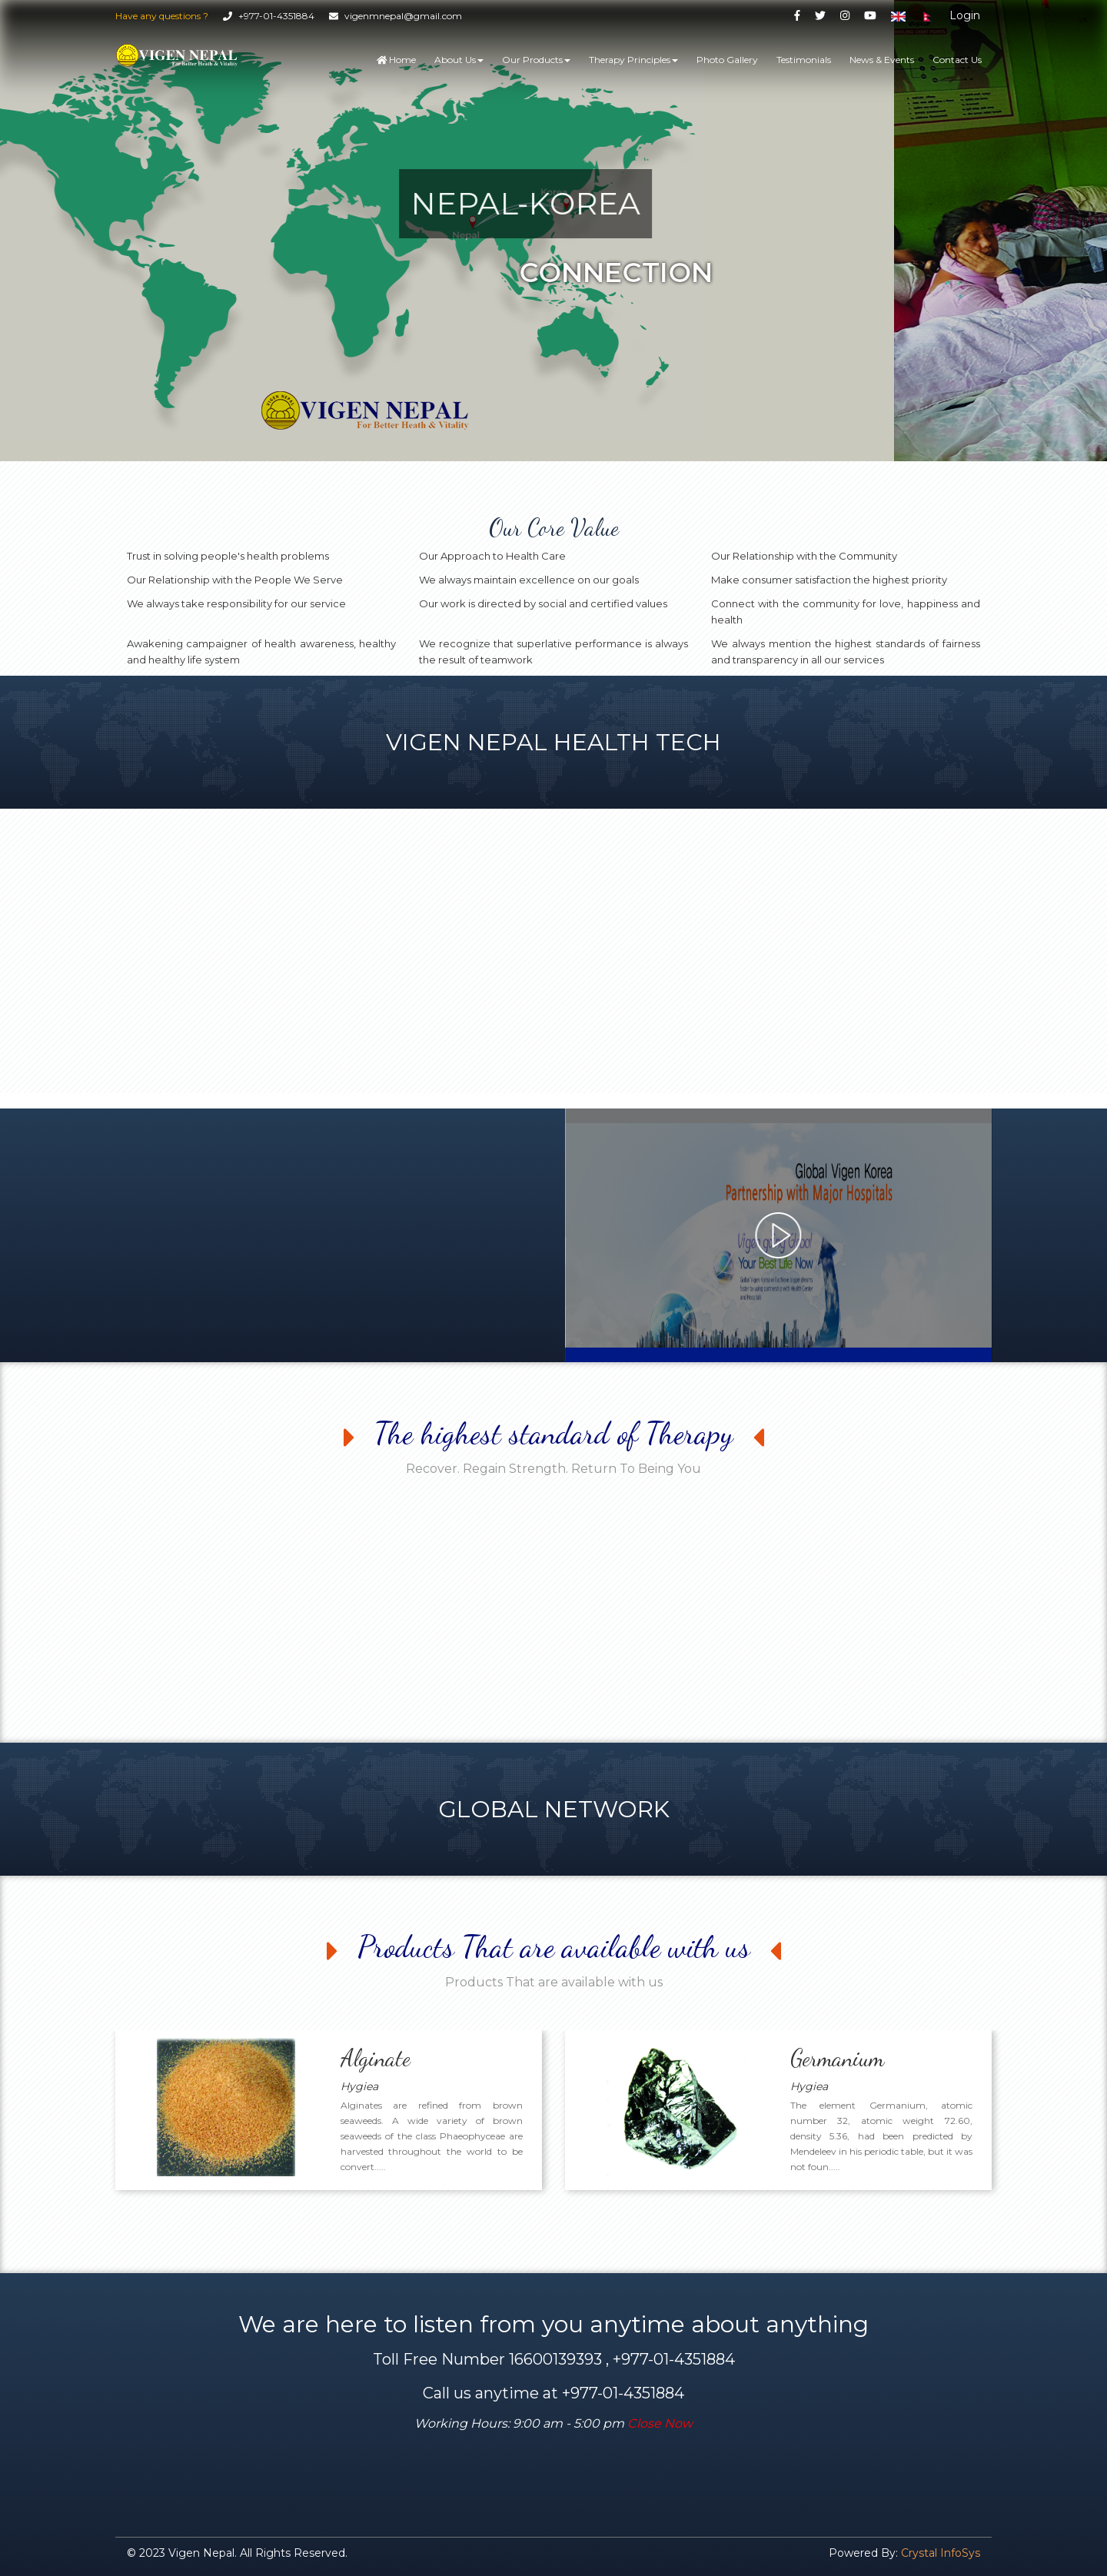 Have any questions ? +977-01-4351884 vigenmnepal@gmail.com Login
VIGEN NEPAL
For Better Heath & Vitality
Home About Us Our Products Therapy Principles Photo Gallery Testimonials News & Events Contact Us
Korea
NEPAL-KOREA
Nepal
CONNECTION
VIGEN NEPAL
For Better Heath & Vitality
Our Core Value
Trust in solving people's health problems
Our Approach to Health Care
Our Relationship with the Community
Our Relationship with the People We Serve
We always maintain excellence on our goals
Make consumer satisfaction the highest priority
We always take responsibility for our service
Our work is directed by social and certified values
Connect with the community for love, happiness and
health
Awakening campaigner of health awareness, healthy
and healthy life system
We recognize that superlative performance is always
the result of teamwork
We always mention the highest standards of fairness
and transparency in all our services
VIGEN NEPAL HEALTH TECH
Global Vigen Korea
Partnership with Major Hospitals
Vigen going Global
Your Best Life Now
The highest standard of Therapy
Recover. Regain Strength. Return To Being You
GLOBAL NETWORK
Products That are available with us
Products That are available with us
Alginate
Hygiea
Alginates are refined from brown
seaweeds. A wide variety of brown
seaweeds of the class Phaeophyceae are
harvested throughout the world to be
convert.....
Germanium
Hygiea
The element Germanium, atomic
number 32, atomic weight 72.60,
density 5.36, had been predicted by
Mendeleev in his periodic table, but it was
not foun.....
We are here to listen from you anytime about anything
Toll Free Number 16600139393 , +977-01-4351884
Call us anytime at +977-01-4351884
Working Hours: 9:00 am - 5:00 pm Close Now
© 2023 Vigen Nepal. All Rights Reserved.
Powered By: Crystal InfoSys